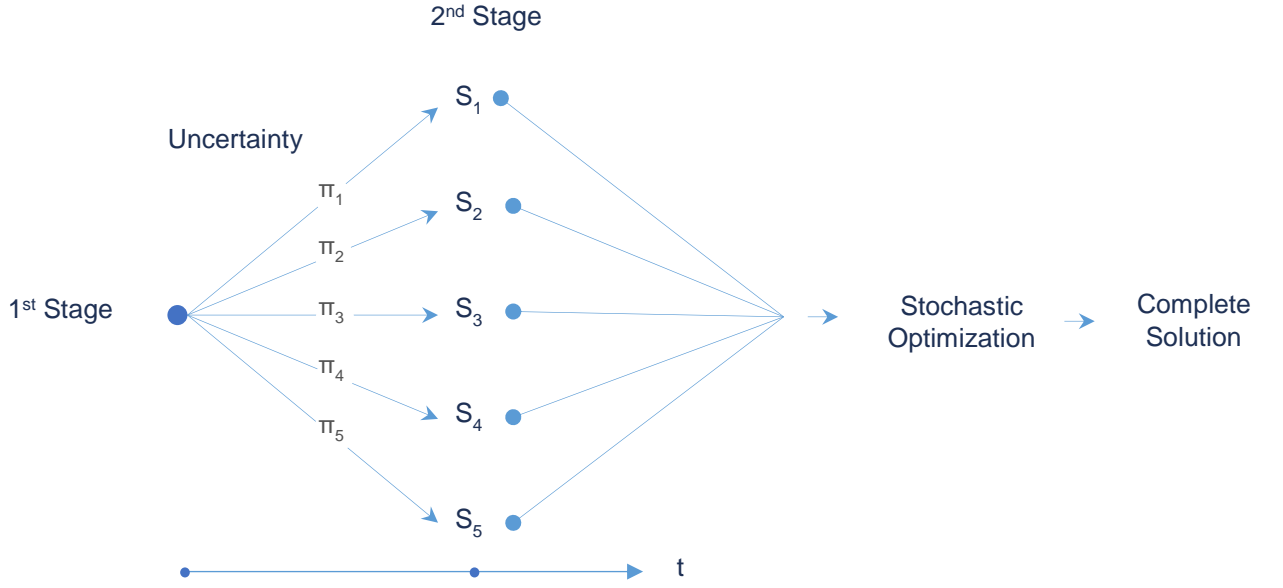 2nd Stage
S1
Uncertainty
π1
S2
π2
1st Stage
π3
S3
Stochastic
Optimization
Complete
Solution
π4
S4
π5
S5
t